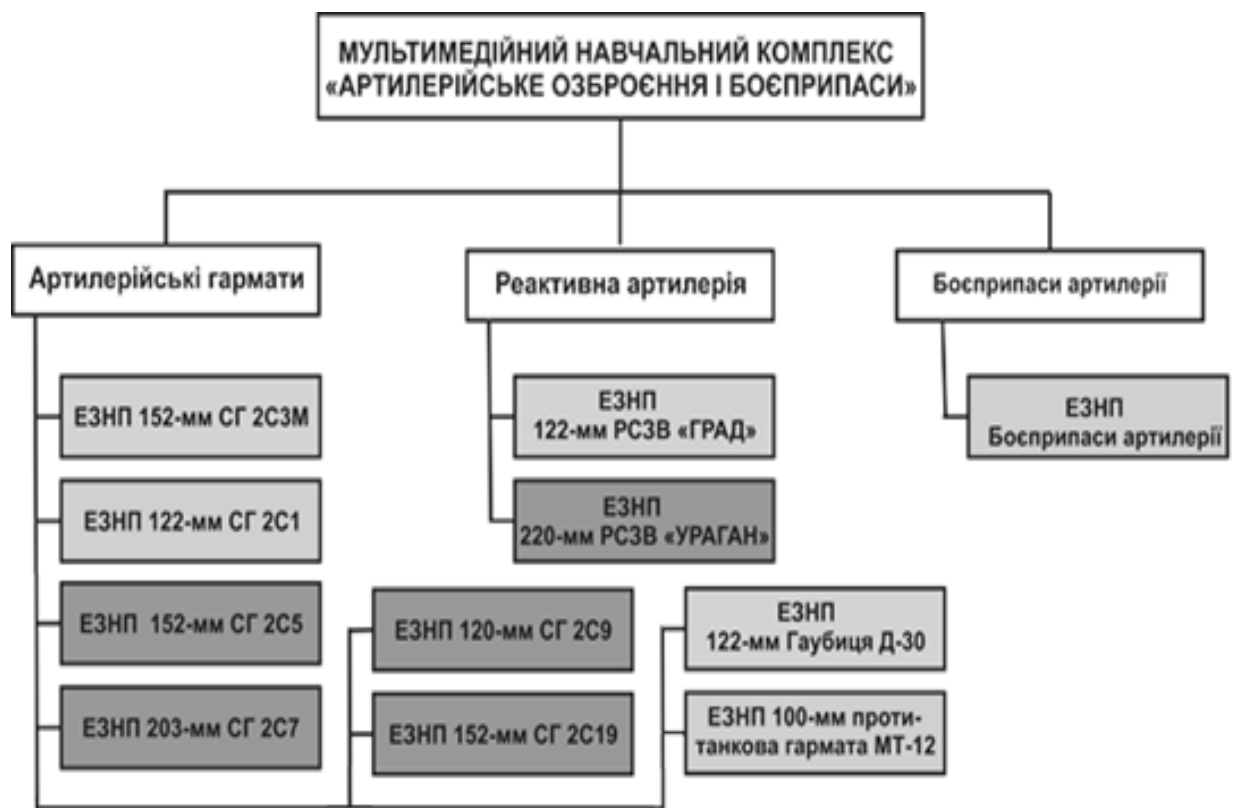 МУЛЬТИМЕДІЙНИЙ НАВЧАЛЬНИЙ КОМПЛЕКС
«АРТИЛЕРІЙСЬКЕ ОЗБРОЄННЯ І БОЄПРИПАСИ»
Артилерійські гармати
Реактивна артилерія
Боєприпаси артилерії
ЕЗНП 152-мм СГ 2С3М
ЕЗНП 122-мм СГ 2С1
ЕЗНП 152-мм СГ 2С5
ЕЗНП 203-мм СГ 2С7
ЕЗНП 120-мм СГ 2С9
ЕЗНП 152-мм СГ 2С19
ЕЗНП
122-мм Гаубиця Д-30
ЕЗНП 100-мм проти-
танкова гармата МТ-12
ЕЗНП
122-мм РСЗВ «ГРАД»
ЕЗНП
220-мм РСЗВ «УРАГАН»
ЕЗНП
Боєприпаси артилерії